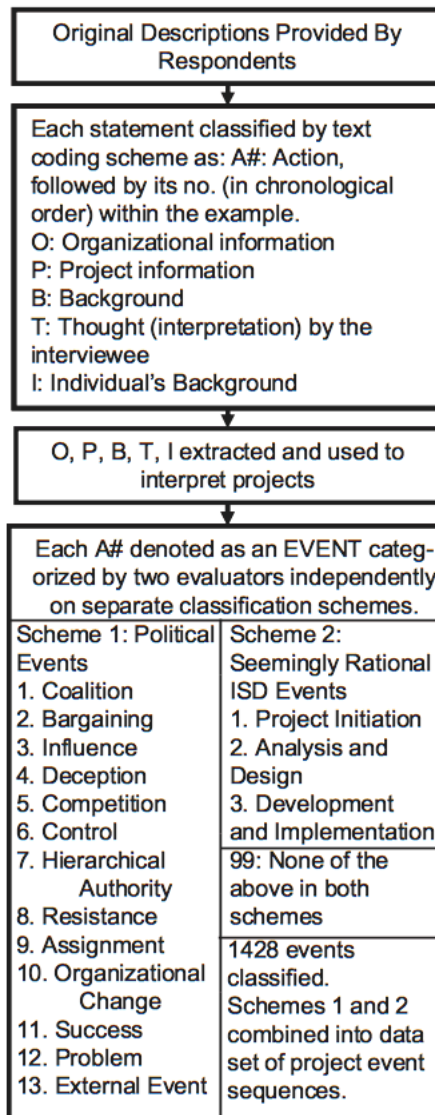 Original Descriptions Provided By
Respondents
Each statement classified by text
coding scheme as: A#: Action,
followed by its no. (in chronological
order) within the example.
O: Organizational information
P: Project information
B: Background
T: Thought (interpretation) by the
interviewee
I: Individual's Background
O, P, B, T, I extracted and used to
interpret projects
Each A# denoted as an EVENT categ-
orized by two evaluators independently
on separate classification schemes.
Scheme 1: Political
Events
1. Coalition
2. Bargaining
3. Influence
4. Deception
5. Competition
6. Control
7. Hierarchical
Authority
8. Resistance
9. Assignment
10. Organizational
Change
11. Success
12. Problem
13. External Event
Scheme 2:
Seemingly Rational
ISD Events
1. Project Initiation
2. Analysis and
Design
3. Development
and Implementation
99: None of the
above in both
schemes
1428 events
classified.
Schemes 1 and 2
combined into data
set of project event
sequences.